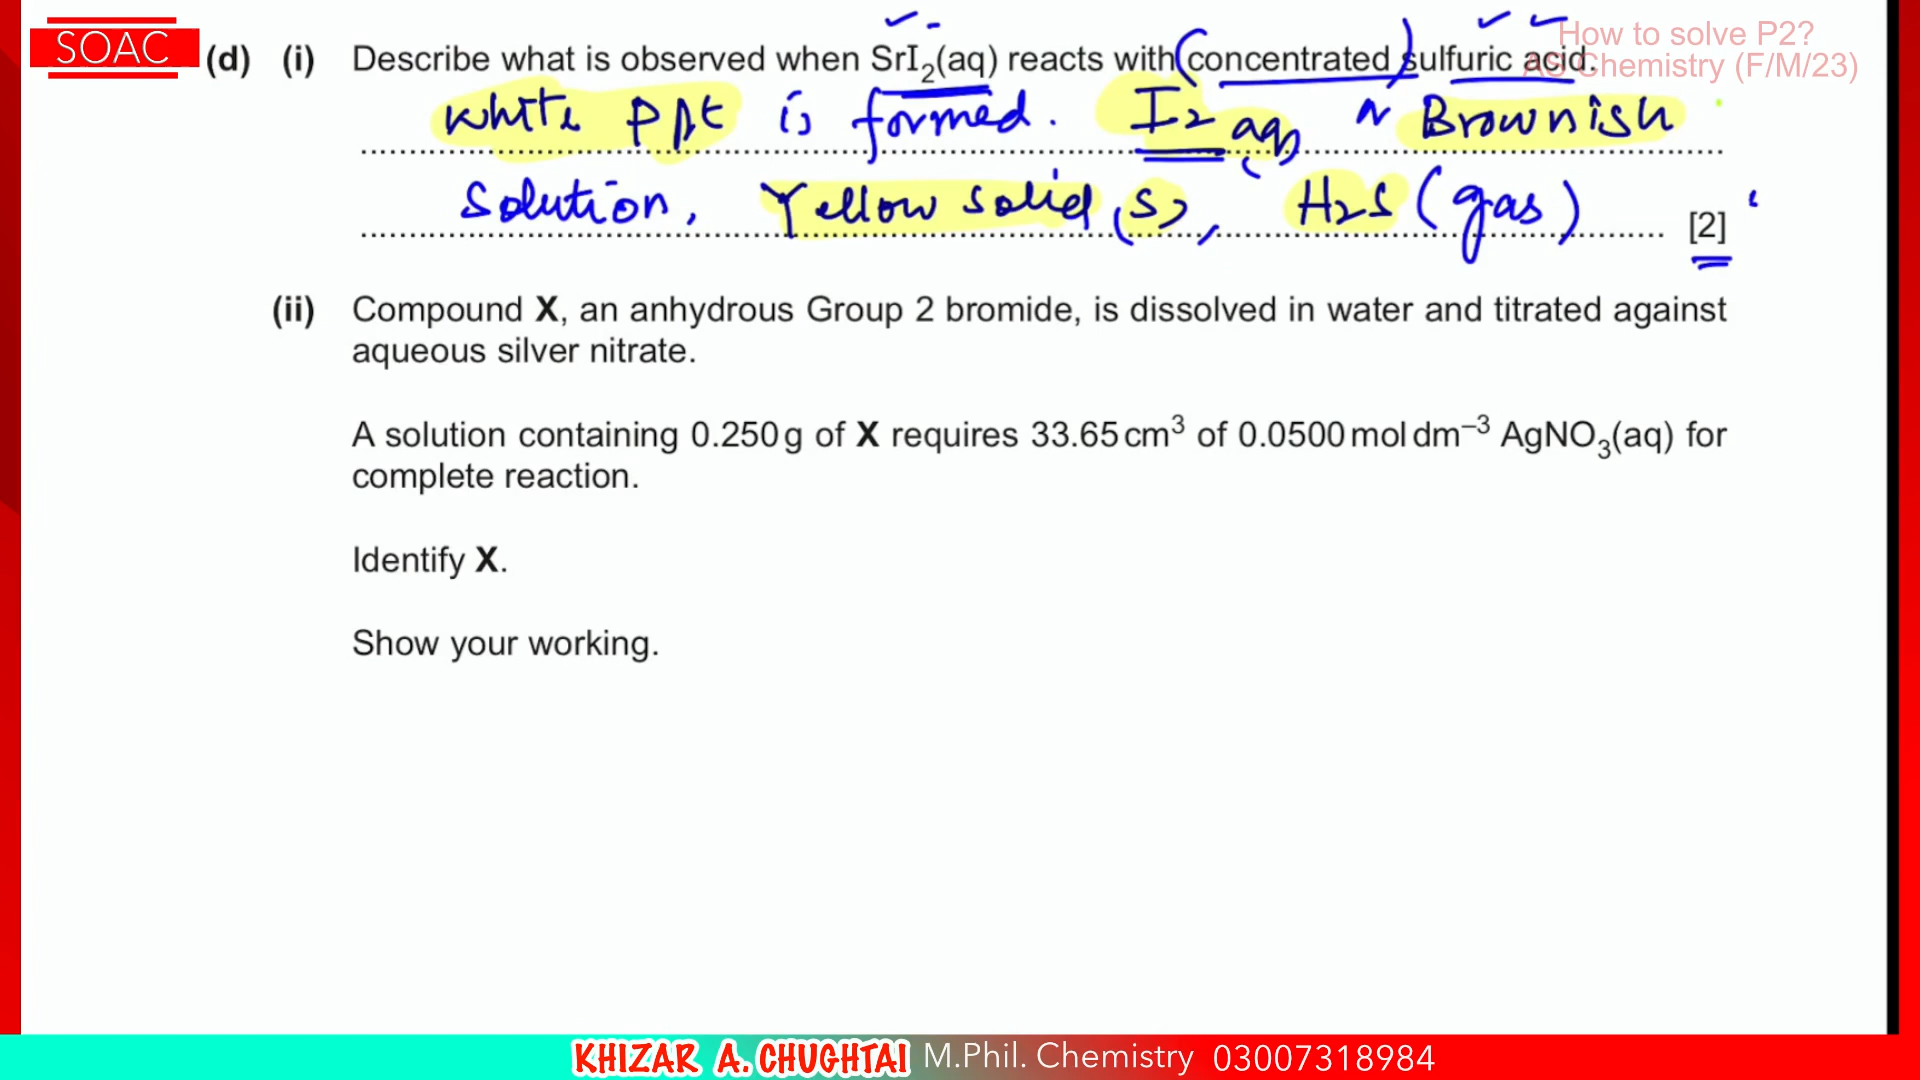 SOAC
How to solve P2?
AS Chemistry (F/M/23)
(d) (i) Describe what is observed when SrI₂(aq) reacts with (concentrated) sulfuric acid.
White ppt is formed. I₂ aq ~ Brownish
Solution, Yellow solid (S), H₂S (gas) [2]
(ii) Compound X, an anhydrous Group 2 bromide, is dissolved in water and titrated against
aqueous silver nitrate.
A solution containing 0.250 g of X requires 33.65 cm³ of 0.0500 mol dm⁻³ AgNO₃(aq) for
complete reaction.
Identify X.
Show your working.
KHIZAR A. CHUGHTAI M.Phil. Chemistry 03007318984